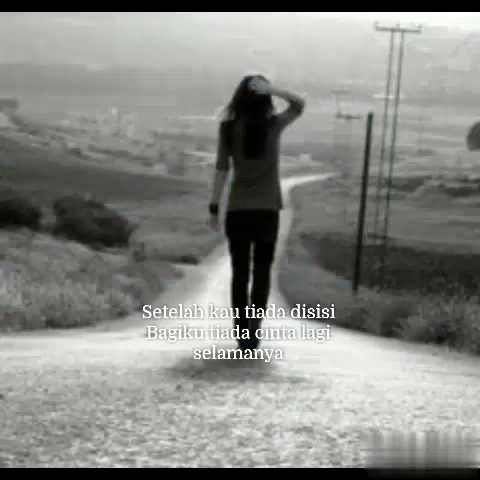 Setelah kau tiada disisi
Bagiku tiada cinta lagi
selamanya